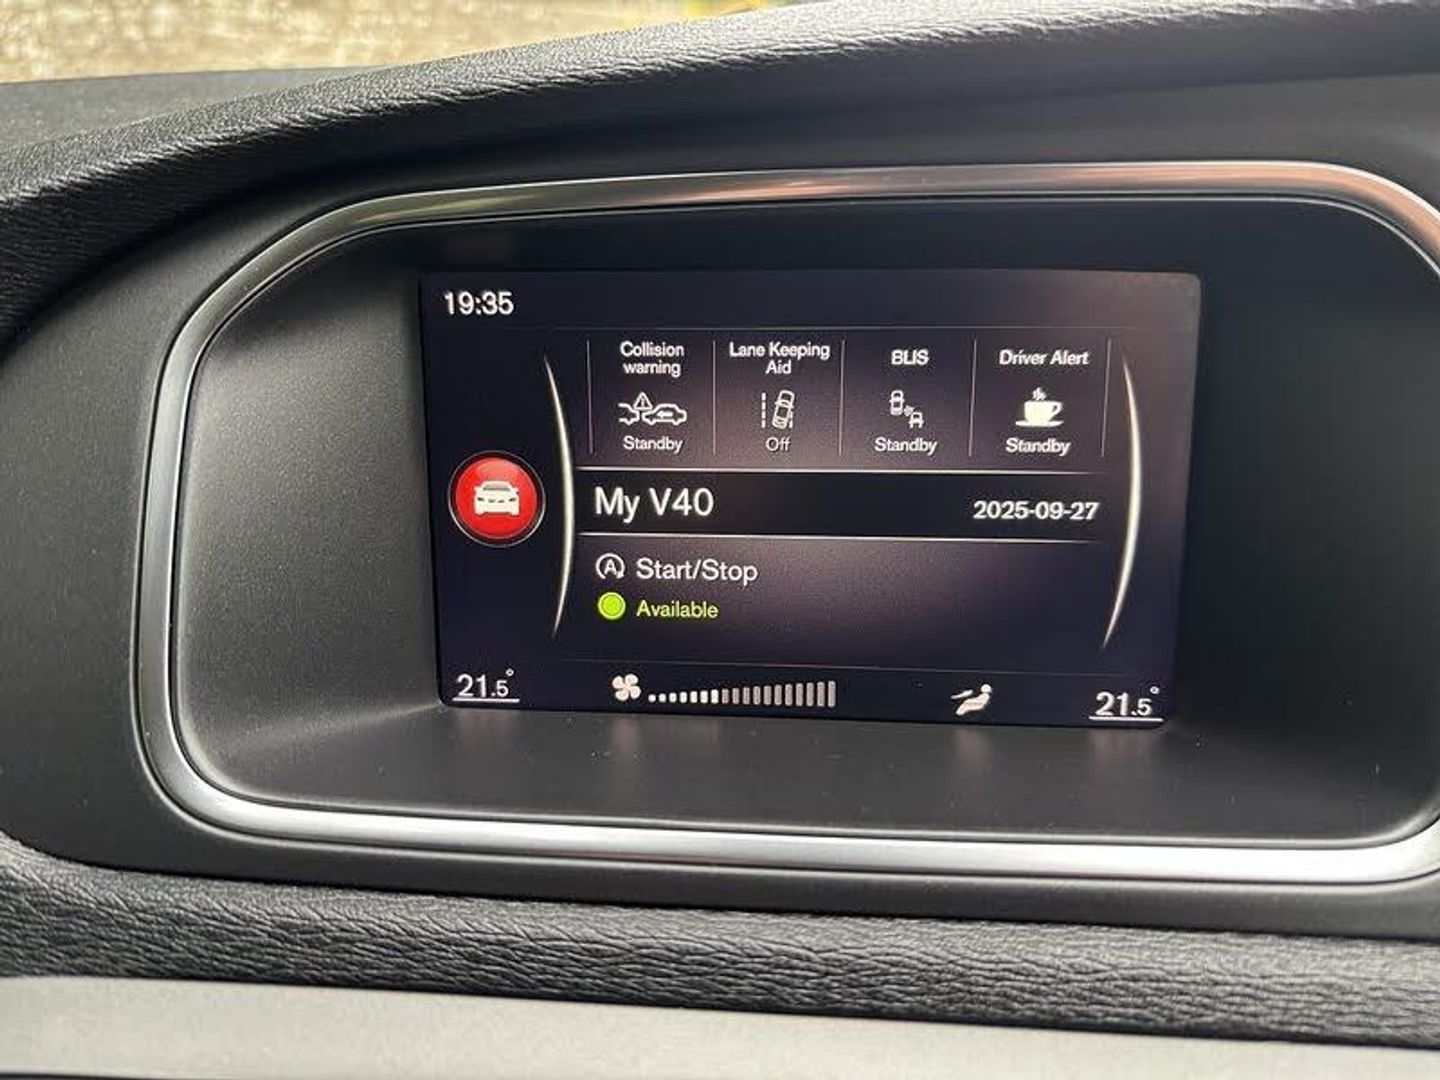 19:35
Collision warning
Lane Keeping Aid
BLIS
Driver Alert
Standby
Off
Standby
Standby
My V40
2025-09-27
A Start/Stop
Available
21.5°
21.5°